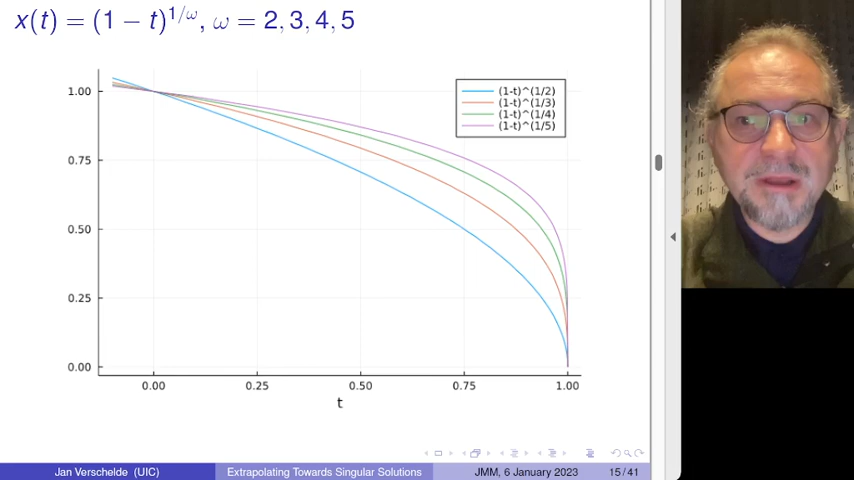 x(t) = (1 − t)^{1/ω}, ω = 2, 3, 4, 5
1.00
0.75
0.50
0.25
0.00
(1-t)^(1/2)
(1-t)^(1/3)
(1-t)^(1/4)
(1-t)^(1/5)
0.00 0.25 0.50 0.75 1.00
t
Jan Verschelde (UIC) Extrapolating Towards Singular Solutions JMM, 6 January 2023 15 / 41